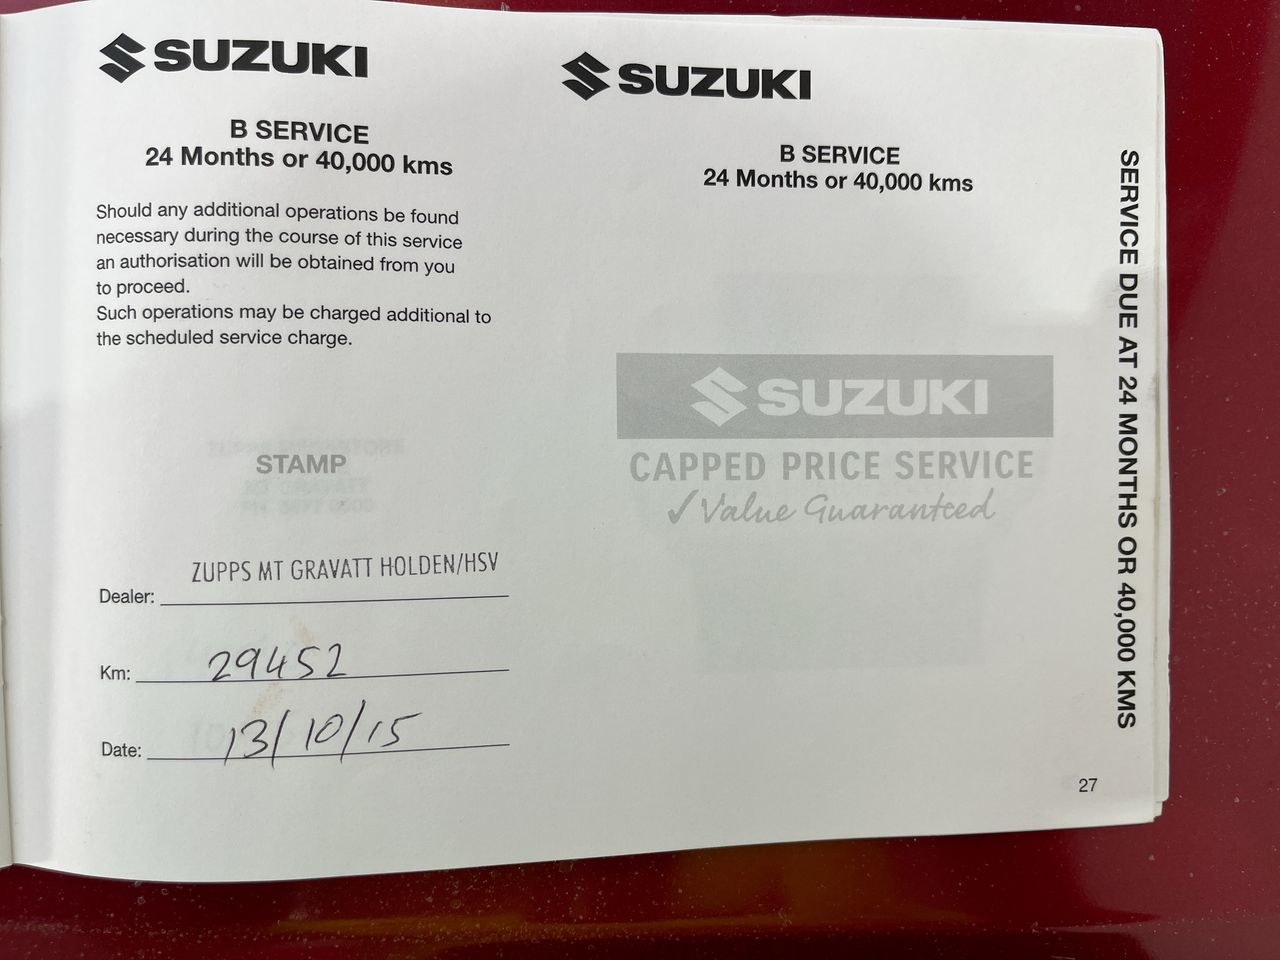 SUZUKI
B SERVICE
24 Months or 40,000 kms
Should any additional operations be found
necessary during the course of this service
an authorisation will be obtained from you
to proceed.
Such operations may be charged additional to
the scheduled service charge.
STAMP
Dealer: ZUPPS MT GRAVATT HOLDEN/HSV
Km: 29452
Date: 13/10/15
SUZUKI
B SERVICE
24 Months or 40,000 kms
SUZUKI
CAPPED PRICE SERVICE
✓Value Guaranteed
SERVICE DUE AT 24 MONTHS OR 40,000 KMS
27